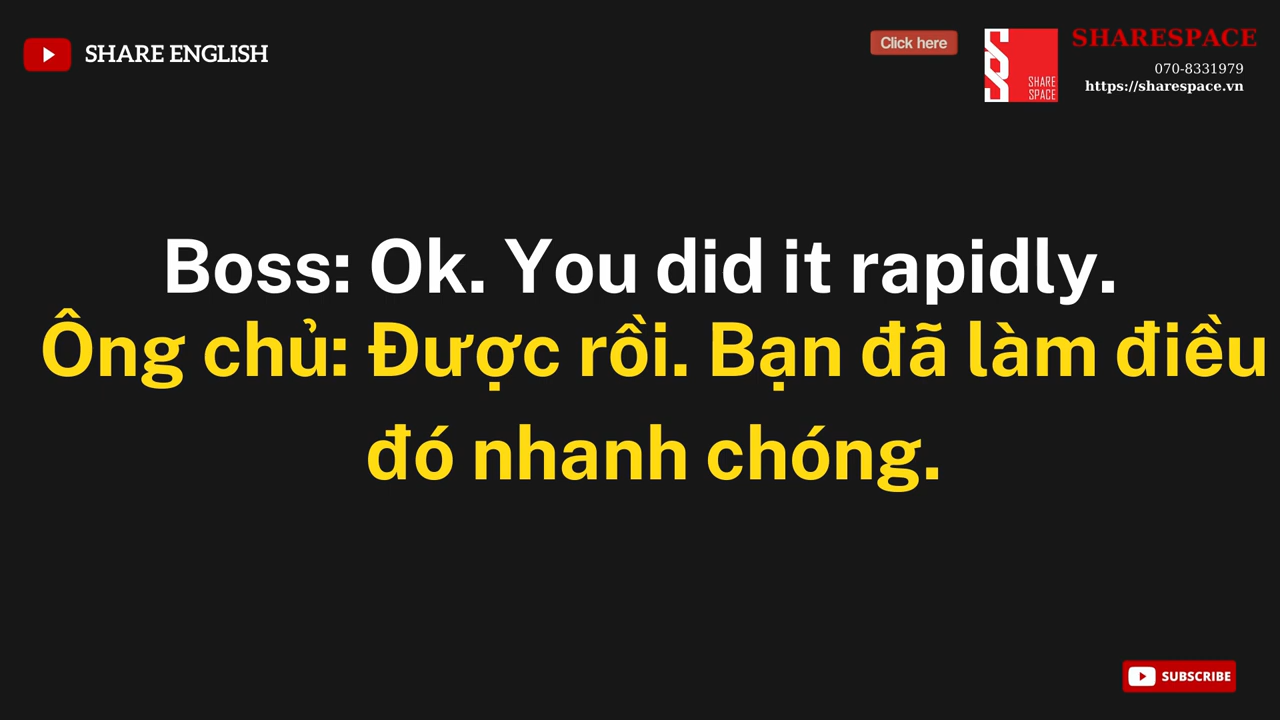 SHARE ENGLISH
Click here
SHARE
SPACE
SHARESPACE
070-8331979
https://sharespace.vn
Boss: Ok. You did it rapidly.
Ông chủ: Được rồi. Bạn đã làm điều
đó nhanh chóng.
SUBSCRIBE